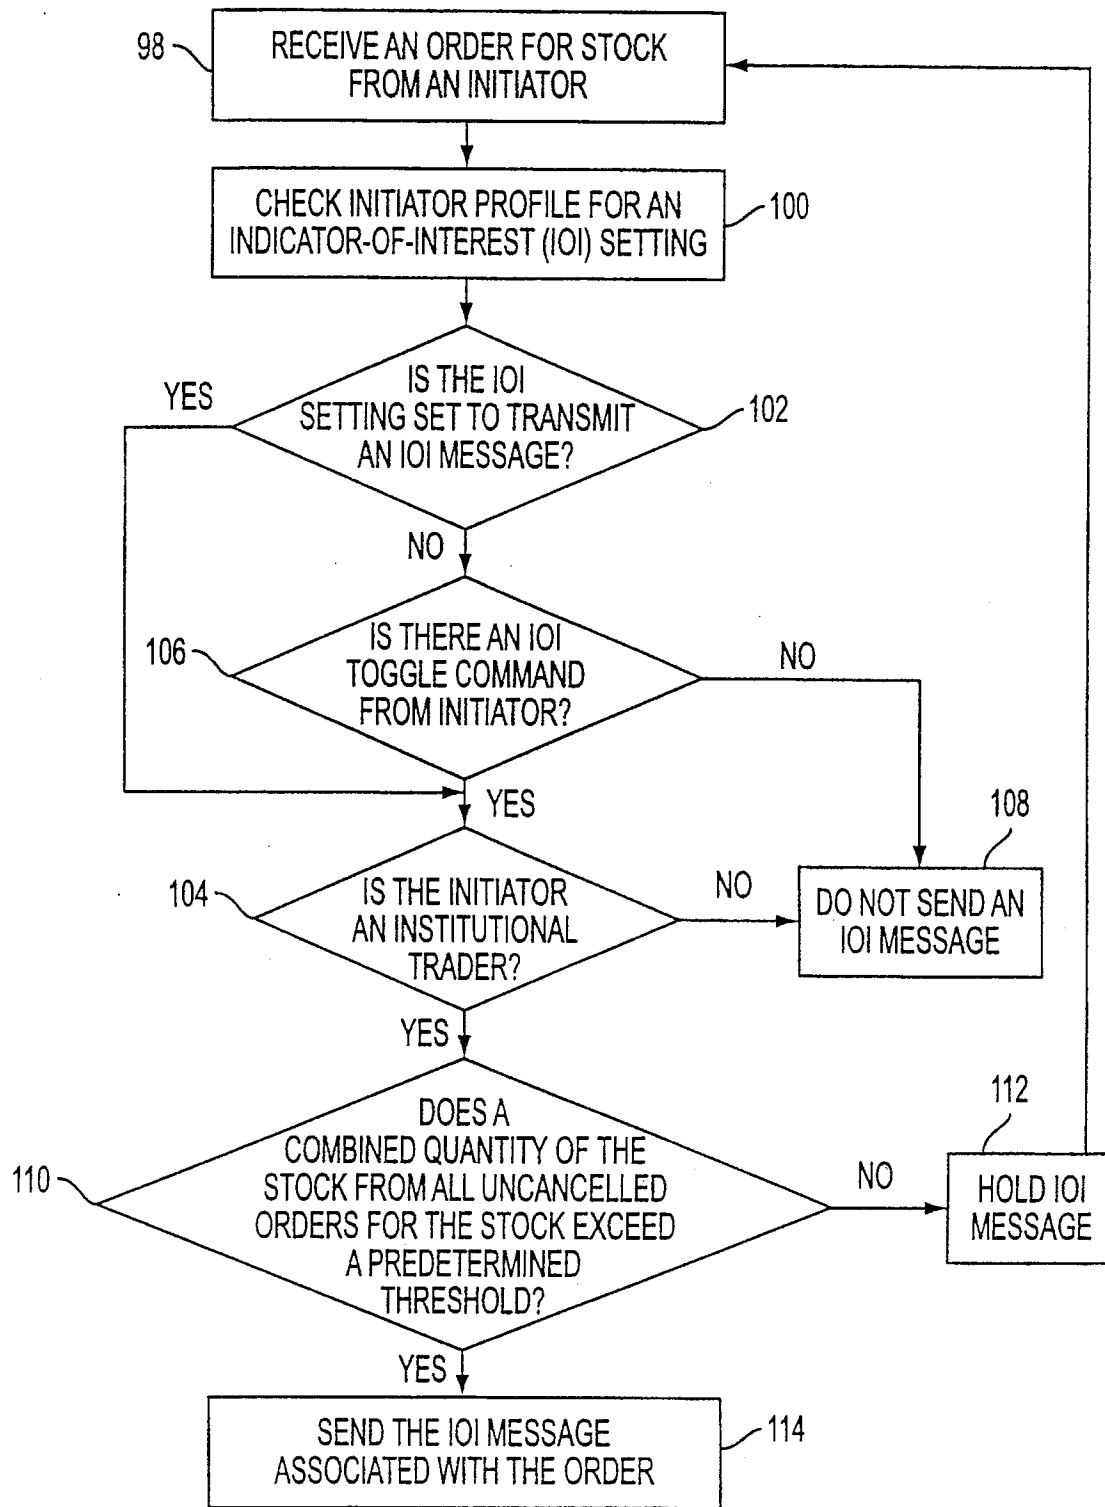 98
RECEIVE AN ORDER FOR STOCK
FROM AN INITIATOR
CHECK INITIATOR PROFILE FOR AN
INDICATOR-OF-INTEREST (IOI) SETTING
100
YES
IS THE IOI
SETTING SET TO TRANSMIT
AN IOI MESSAGE?
102
NO
106
IS THERE AN IOI
TOGGLE COMMAND
FROM INITIATOR?
NO
YES
108
104
IS THE INITIATOR
AN INSTITUTIONAL
TRADER?
NO
DO NOT SEND AN
IOI MESSAGE
YES
110
DOES A
COMBINED QUANTITY OF THE
STOCK FROM ALL UNCANCELLED
ORDERS FOR THE STOCK EXCEED
A PREDETERMINED
THRESHOLD?
NO
112
HOLD IOI
MESSAGE
YES
SEND THE IOI MESSAGE
ASSOCIATED WITH THE ORDER
114